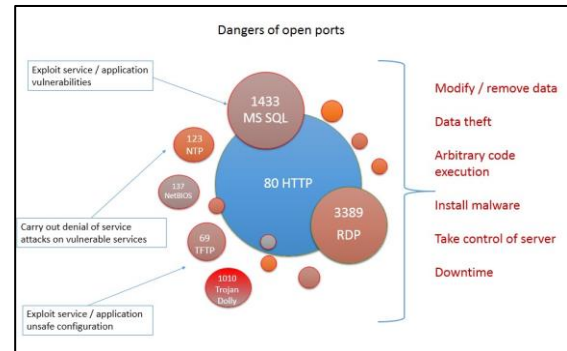 Dangers of open ports
Exploit service / application
vulnerabilities
1433
MS SQL
123
NTP
137
NetBIOS
80 HTTP
3389
RDP
69
TFTP
1010
Trojan
Dolly
Carry out denial of service
attacks on vulnerable services
Exploit service / application
unsafe configuration
Modify / remove data
Data theft
Arbitrary code
execution
Install malware
Take control of server
Downtime